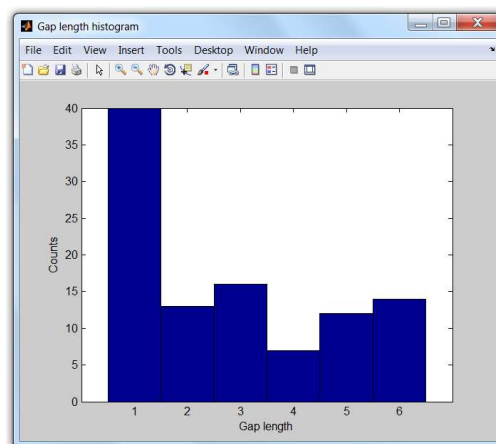 Gap length histogram
File Edit View Insert Tools Desktop Window Help
40
35
30
25
20
15
10
5
0
Counts
1 2 3 4 5 6
Gap length